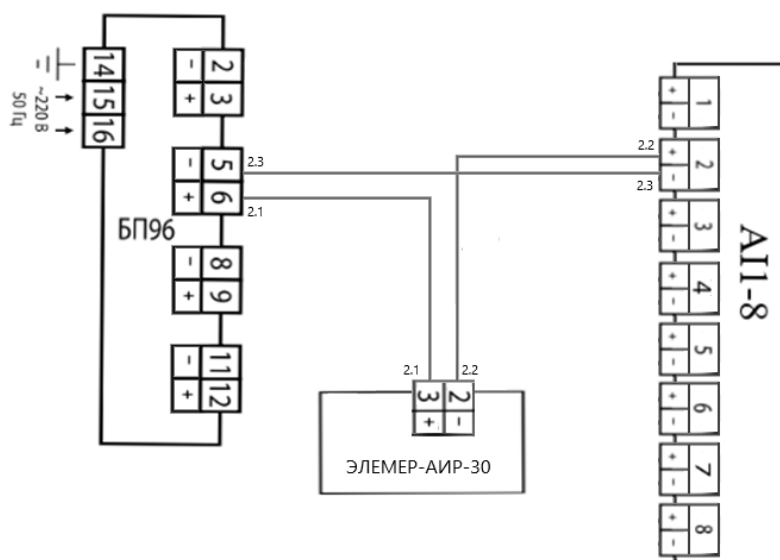 14
15
16
~220 В
50 Гц
- 2
+ 3
- 5
+ 6
БП96
- 8
+ 9
- 11
+ 12
2.3
2.1
2.1
2.2
3 2
+ -
ЭЛЕМЕР-АИР-30
2.2
2.3
+ - 1
+ - 2
+ - 3
+ - 4
+ - 5
+ - 6
+ - 7
+ - 8
AI1-8